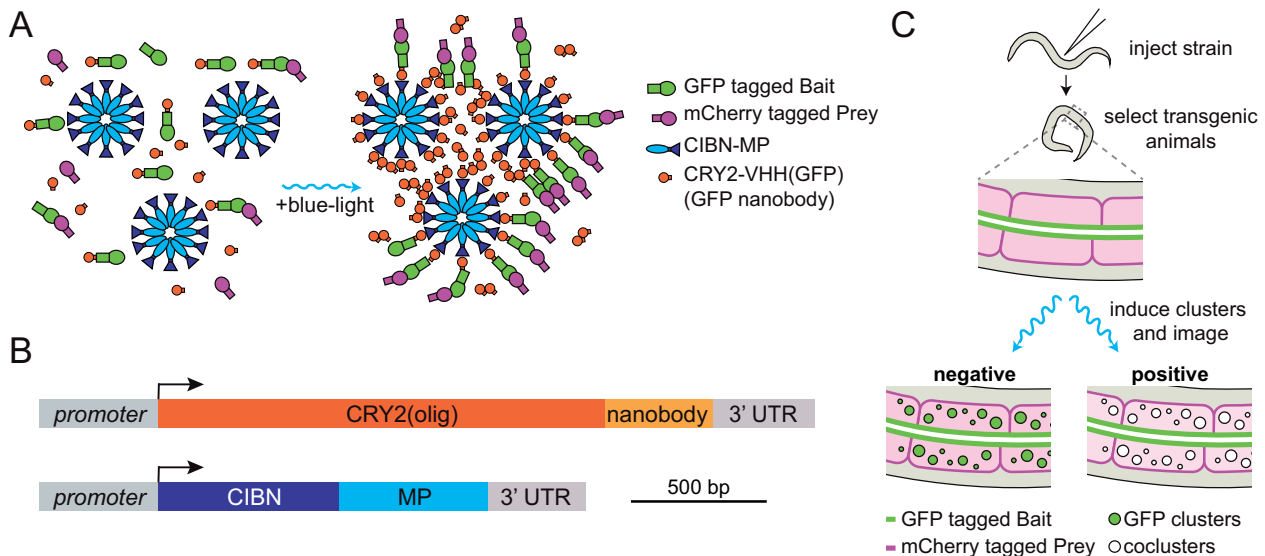 A
GFP tagged Bait
mCherry tagged Prey
CIBN-MP
CRY2-VHH(GFP)
(GFP nanobody)
+blue-light
B
promoter
CRY2(olig)
nanobody
3’ UTR
promoter
CIBN
MP
3’ UTR
500 bp
C
inject strain
select transgenic
animals
induce clusters
and image
negative
positive
GFP tagged Bait
GFP clusters
mCherry tagged Prey
coclusters